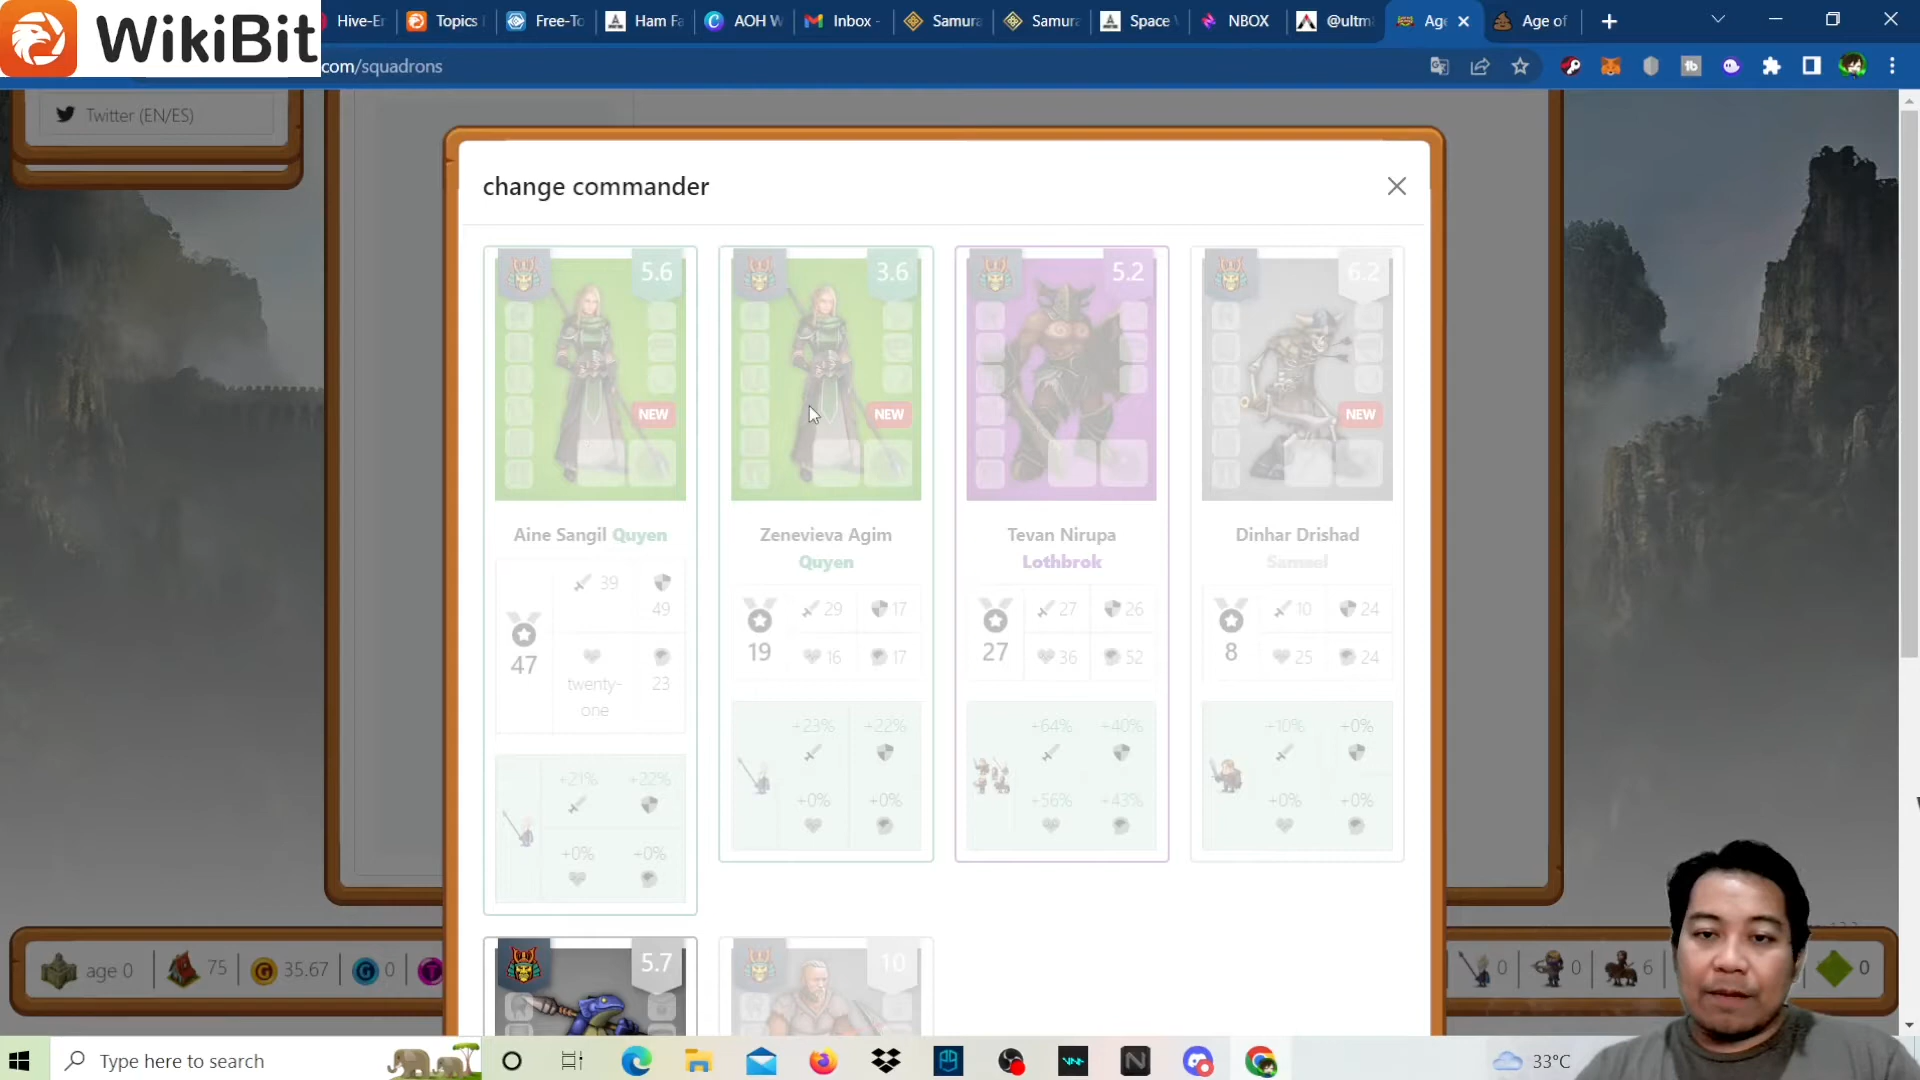 WikiBit
Hive-En
Topics
Free-To
Ham Fa
AOH W
Inbox -
Samura
Samura
Space
NBOX
@ultm
Age
Age of
com/squadrons
Twitter (EN/ES)
change commander
5.6
NEW
Aine Sangil Quyen
39
49
47
twenty-
one
23
+21%
+22%
+0%
+0%
3.6
NEW
Zenevieva Agim
Quyen
29
17
19
16
17
+23%
+22%
+0%
+0%
5.2
Tevan Nirupa
Lothbrok
27
26
27
36
52
+64%
+40%
+56%
+43%
6.2
NEW
Dinhar Drishad
8
10
24
25
24
+10%
+0%
+0%
+0%
5.7
10
age 0
75
35.67
0
0
0
6
0
Type here to search
33°C